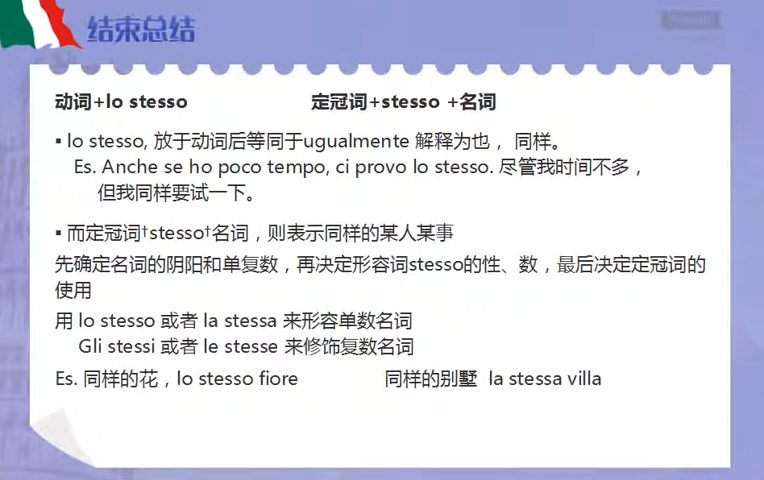 结束总结
动词+lo stesso 定冠词+stesso +名词
▪ lo stesso, 放于动词后等同于ugualmente 解释为也， 同样。
Es. Anche se ho poco tempo, ci provo lo stesso. 尽管我时间不多，
但我同样要试一下。
▪ 而定冠词†stesso†名词，则表示同样的某人某事
先确定名词的阴阳和单复数，再决定形容词stesso的性、数，最后决定定冠词的
使用
用 lo stesso 或者 la stessa 来形容单数名词
Gli stessi 或者 le stesse 来修饰复数名词
Es. 同样的花，lo stesso fiore 同样的别墅 la stessa villa